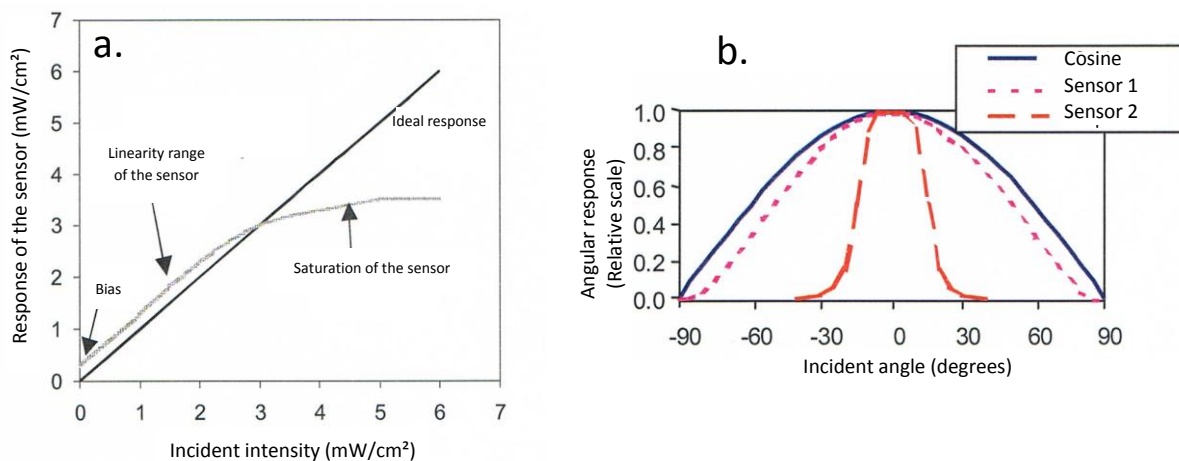 a.
Response of the sensor (mW/cm²)
7
6
5
4
3
2
1
0
Ideal response
Linearity range
of the sensor
Saturation of the sensor
Bias
0 1 2 3 4 5 6 7
Incident intensity (mW/cm²)
b.
Cosine
Sensor 1
Sensor 2
Angular response
(Relative scale)
1.0
0.8
0.6
0.4
0.2
0.0
-90 -60 -30 0 30 60 90
Incident angle (degrees)